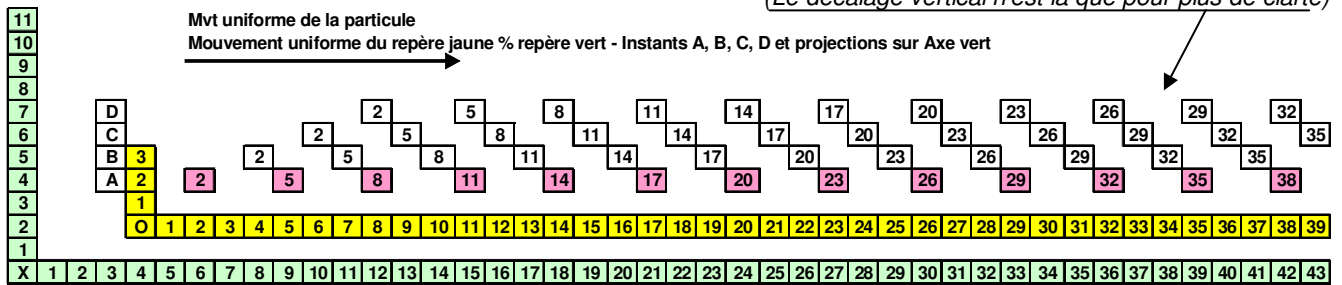 (Le décalage vertical n'est là que pour plus de clarté)
11 Mvt uniforme de la particule
10 Mouvement uniforme du repère jaune % repère vert - Instants A, B, C, D et projections sur Axe vert
9
8
7 D 2 5 8 11 14 17 20 23 26 29 32
6 C 2 5 8 11 14 17 20 23 26 29 32 35
5 B 3 2 5 8 11 14 17 20 23 26 29 32 35
4 A 2 2 5 8 11 14 17 20 23 26 29 32 35 38
3 1
2 O 1 2 3 4 5 6 7 8 9 10 11 12 13 14 15 16 17 18 19 20 21 22 23 24 25 26 27 28 29 30 31 32 33 34 35 36 37 38 39
1
X 1 2 3 4 5 6 7 8 9 10 11 12 13 14 15 16 17 18 19 20 21 22 23 24 25 26 27 28 29 30 31 32 33 34 35 36 37 38 39 40 41 42 43